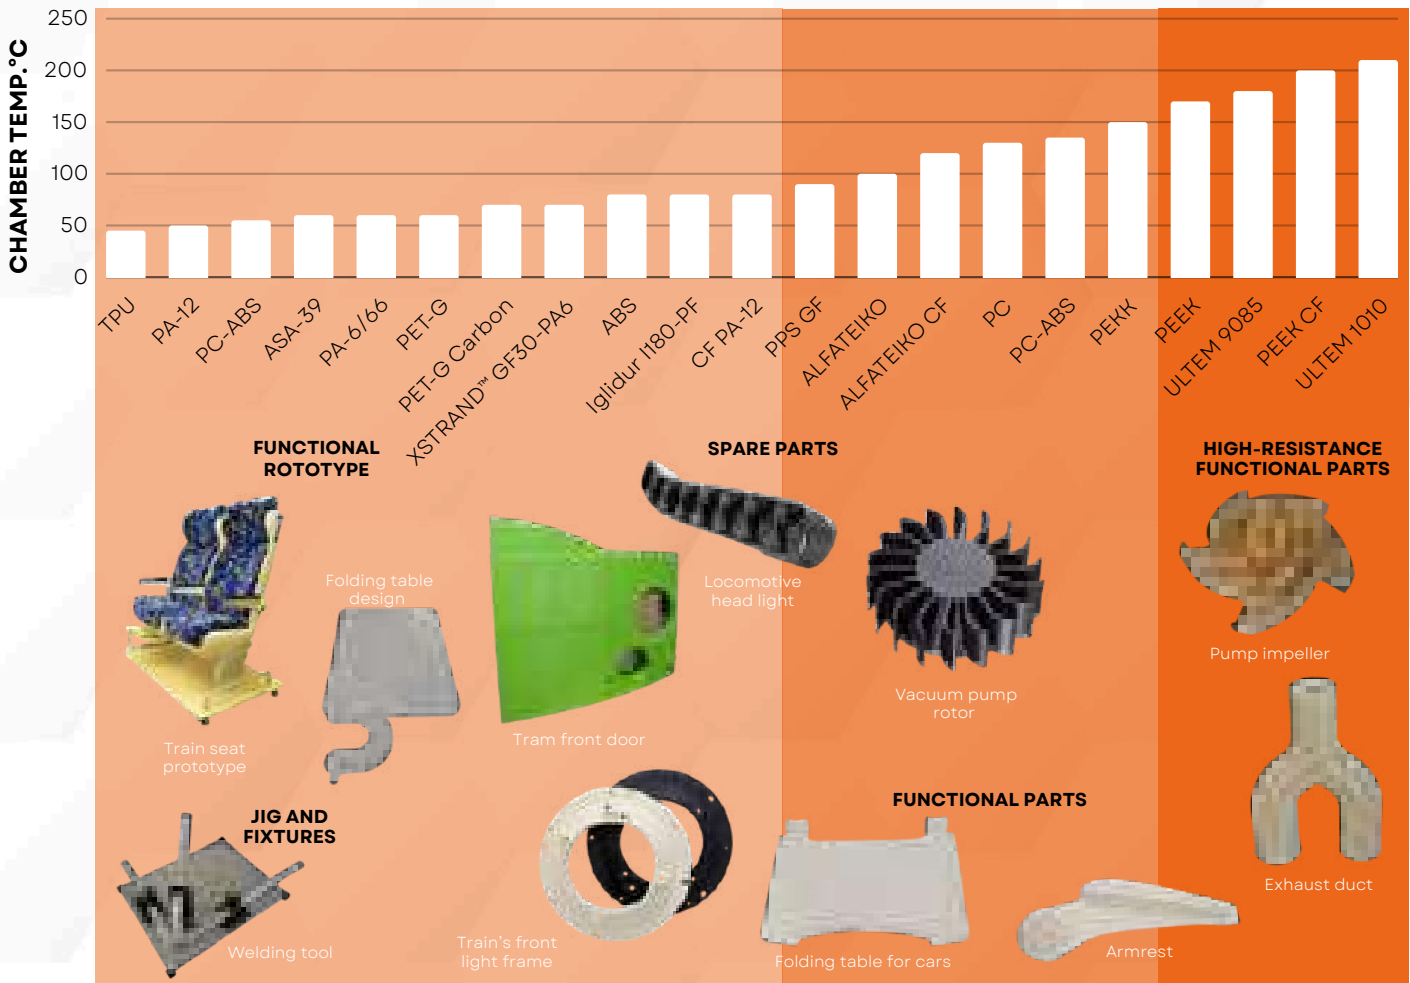 CHAMBER TEMP.°C
250
200
150
100
50
0
TPU
PA-12
PC-ABS
ASA-39
PA-6/66
PET-G
PET-G Carbon
XSTRAND™ GF30-PA6
ABS
Iglidur I180-PF
CF PA-12
PPS GF
ALFATEIKO
ALFATEIKO CF
PC
PC-ABS
PEKK
PEEK
ULTEM 9085
PEEK CF
ULTEM 1010
FUNCTIONAL
ROTOTYPE
SPARE PARTS
HIGH-RESISTANCE
FUNCTIONAL PARTS
Folding table
design
Locomotive
head light
Pump impeller
Vacuum pump
rotor
Train seat
prototype
Tram front door
FUNCTIONAL PARTS
JIG AND
FIXTURES
Exhaust duct
Welding tool
Train's front
light frame
Folding table for cars
Armrest